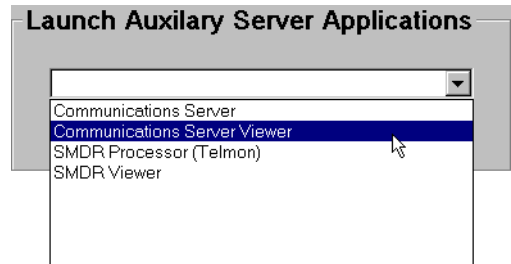 Launch Auxilary Server Applications
Communications Server
Communications Server Viewer
SMDR Processor (Telmon)
SMDR Viewer